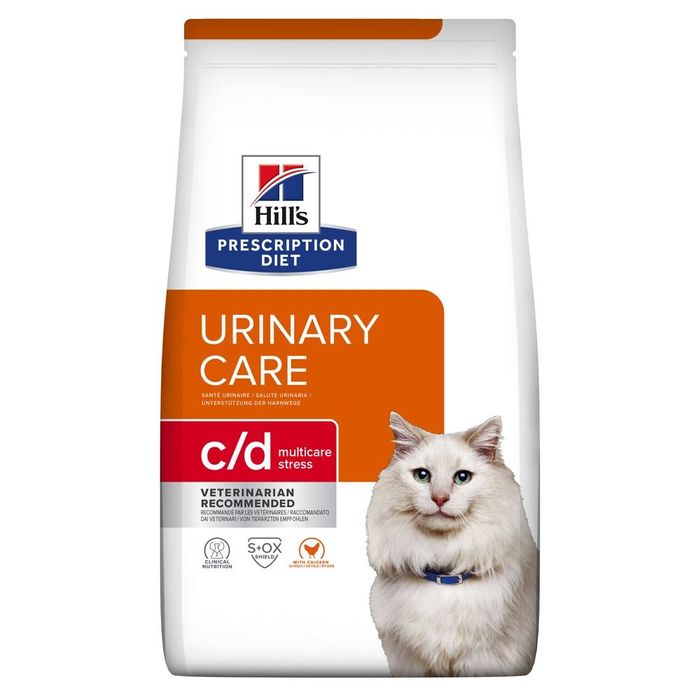 Hill's
PRESCRIPTION
DIET
URINARY
CARE
SANTÉ URINAIRE / SALUTE URINARIA /
UNTERSTÜTZUNG DER HARNWEGE
c/d multicare
stress
VETERINARIAN
RECOMMENDED
RECOMMANDÉ PAR LES VÉTÉRINAIRES / RACCOMANDATO
DAI VETERINARI / VON TIERÄRZTEN EMPFOHLEN
CLINICAL
NUTRITION
S+OX
SHIELD
WITH CHICKEN